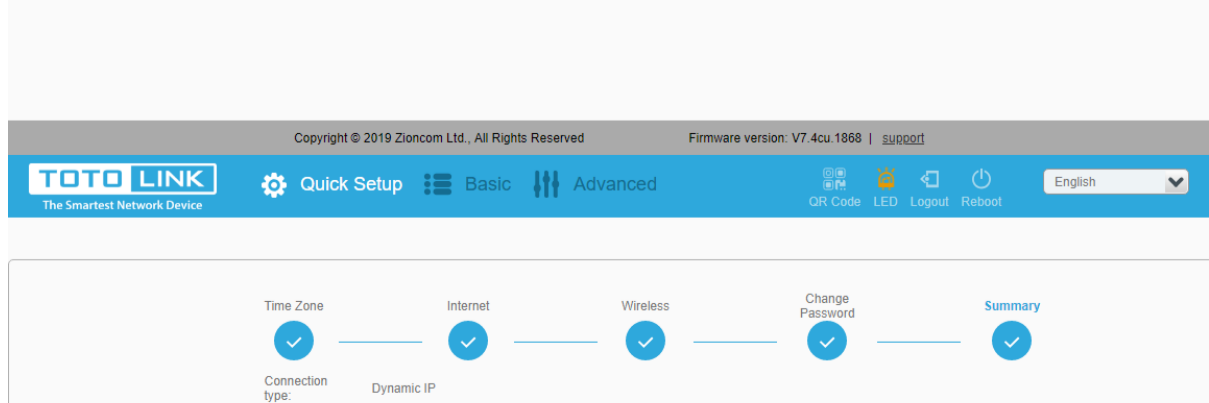 Copyright © 2019 Zioncom Ltd., All Rights Reserved Firmware version: V7.4cu.1868 | support
TOTO LINK
The Smartest Network Device
Quick Setup Basic Advanced
QR Code LED Logout Reboot
English
Time Zone Internet Wireless Change Password Summary
Connection type: Dynamic IP